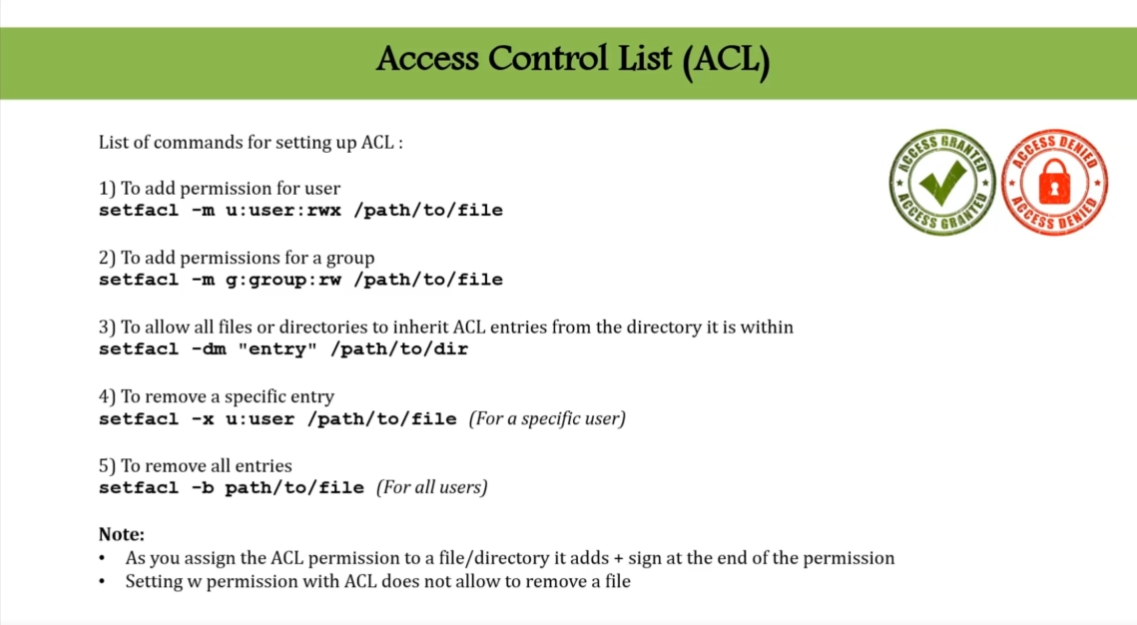 Access Control List (ACL)
List of commands for setting up ACL :
ACCESS GRANTED
ACCESS GRANTED
ACCESS DENIED
ACCESS DENIED
1) To add permission for user
setfacl -m u:user:rwx /path/to/file
2) To add permissions for a group
setfacl -m g:group:rw /path/to/file
3) To allow all files or directories to inherit ACL entries from the directory it is within
setfacl -dm "entry" /path/to/dir
4) To remove a specific entry
setfacl -x u:user /path/to/file (For a specific user)
5) To remove all entries
setfacl -b path/to/file (For all users)
Note:
• As you assign the ACL permission to a file/directory it adds + sign at the end of the permission
• Setting w permission with ACL does not allow to remove a file